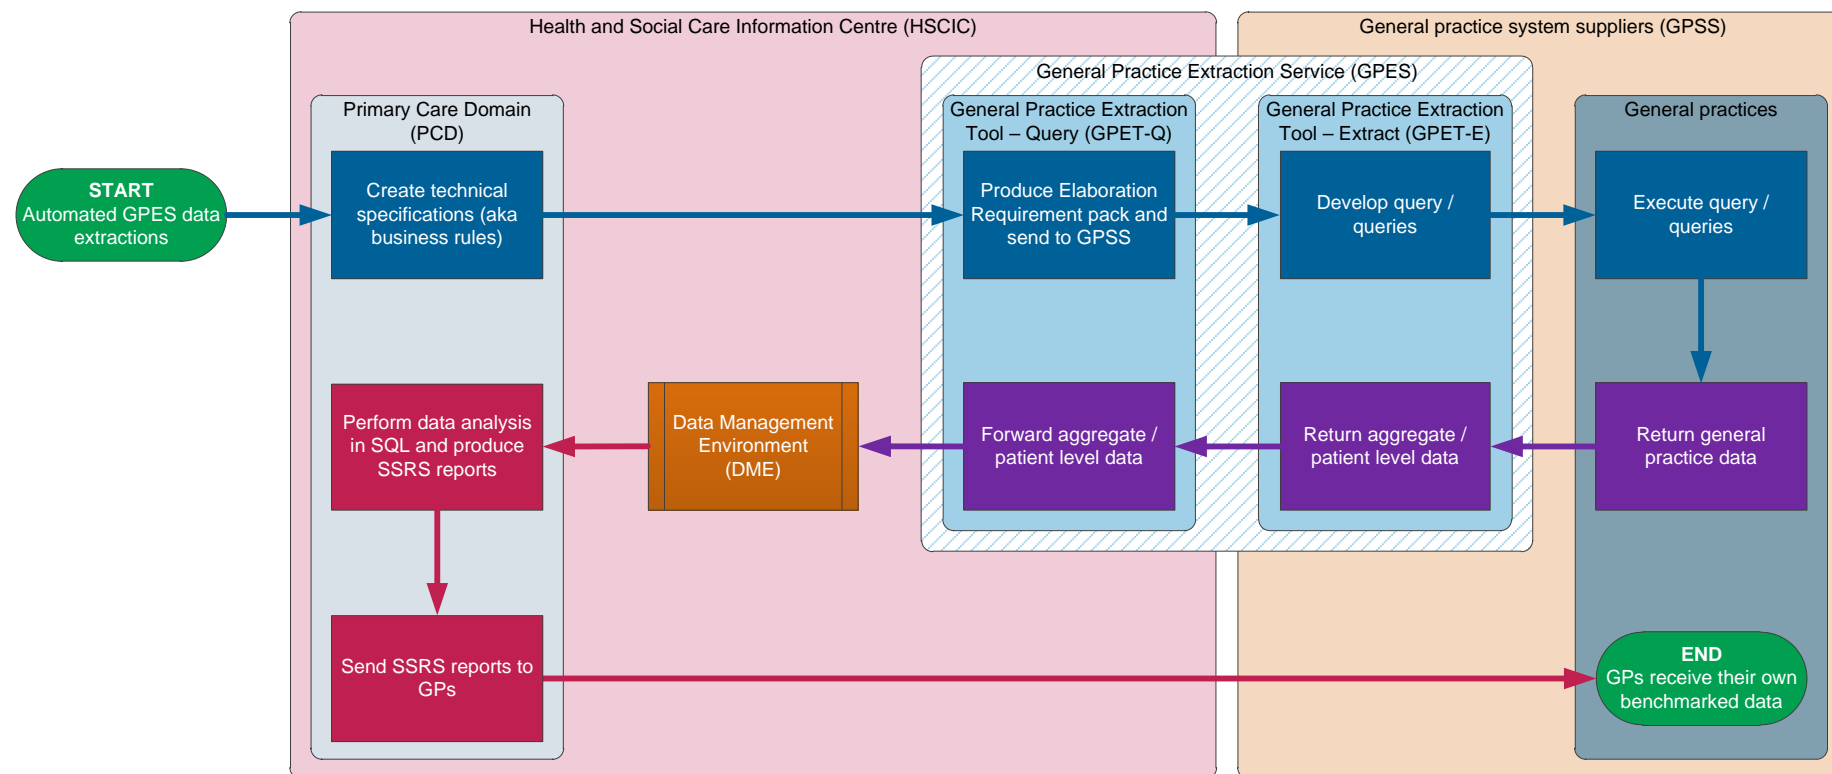 Health and Social Care Information Centre (HSCIC)
General practice system suppliers (GPSS)
General Practice Extraction Service (GPES)
Primary Care Domain
(PCD)
General Practice Extraction
Tool – Query (GPET-Q)
General Practice Extraction
Tool – Extract (GPET-E)
General practices
START
Automated GPES data
extractions
Create technical
specifications (aka
business rules)
Produce Elaboration
Requirement pack and
send to GPSS
Develop query /
queries
Execute query /
queries
Perform data analysis
in SQL and produce
SSRS reports
Data Management
Environment
(DME)
Forward aggregate /
patient level data
Return aggregate /
patient level data
Return general
practice data
Send SSRS reports to
GPs
END
GPs receive their own
benchmarked data